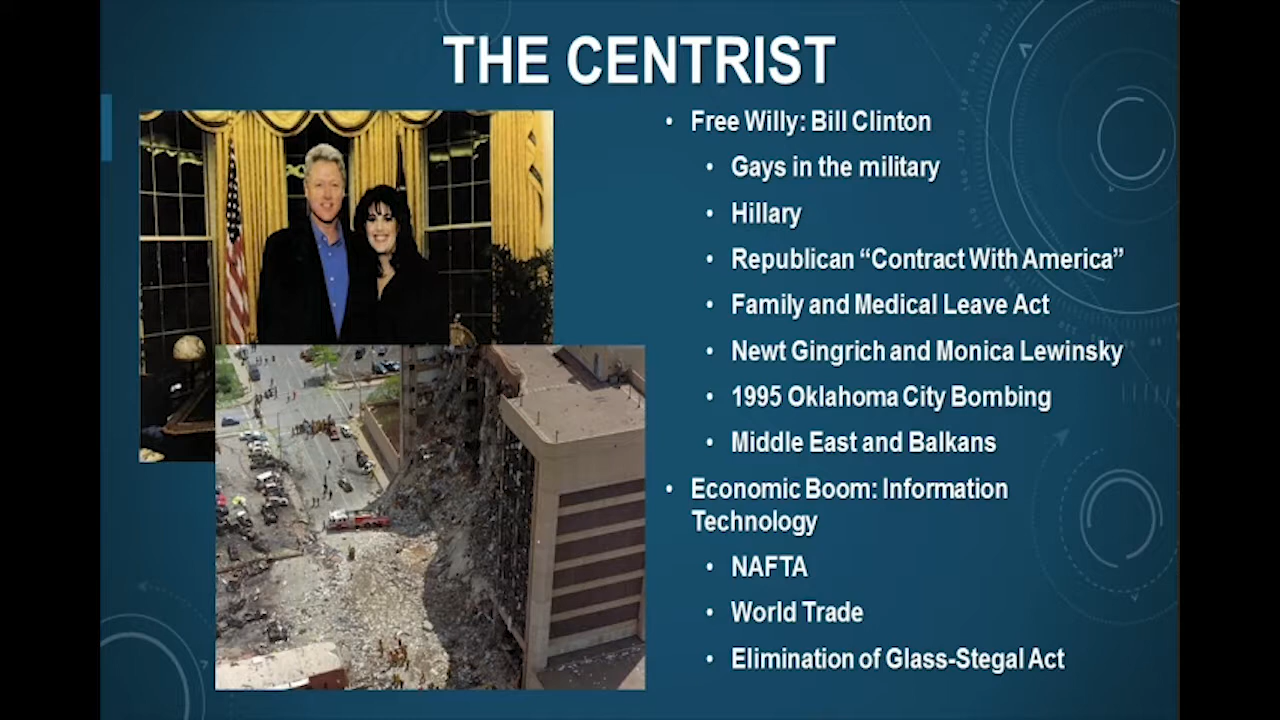 THE CENTRIST
• Free Willy: Bill Clinton
• Gays in the military
• Hillary
• Republican “Contract With America”
• Family and Medical Leave Act
• Newt Gingrich and Monica Lewinsky
• 1995 Oklahoma City Bombing
• Middle East and Balkans
• Economic Boom: Information
Technology
• NAFTA
• World Trade
• Elimination of Glass-Stegal Act